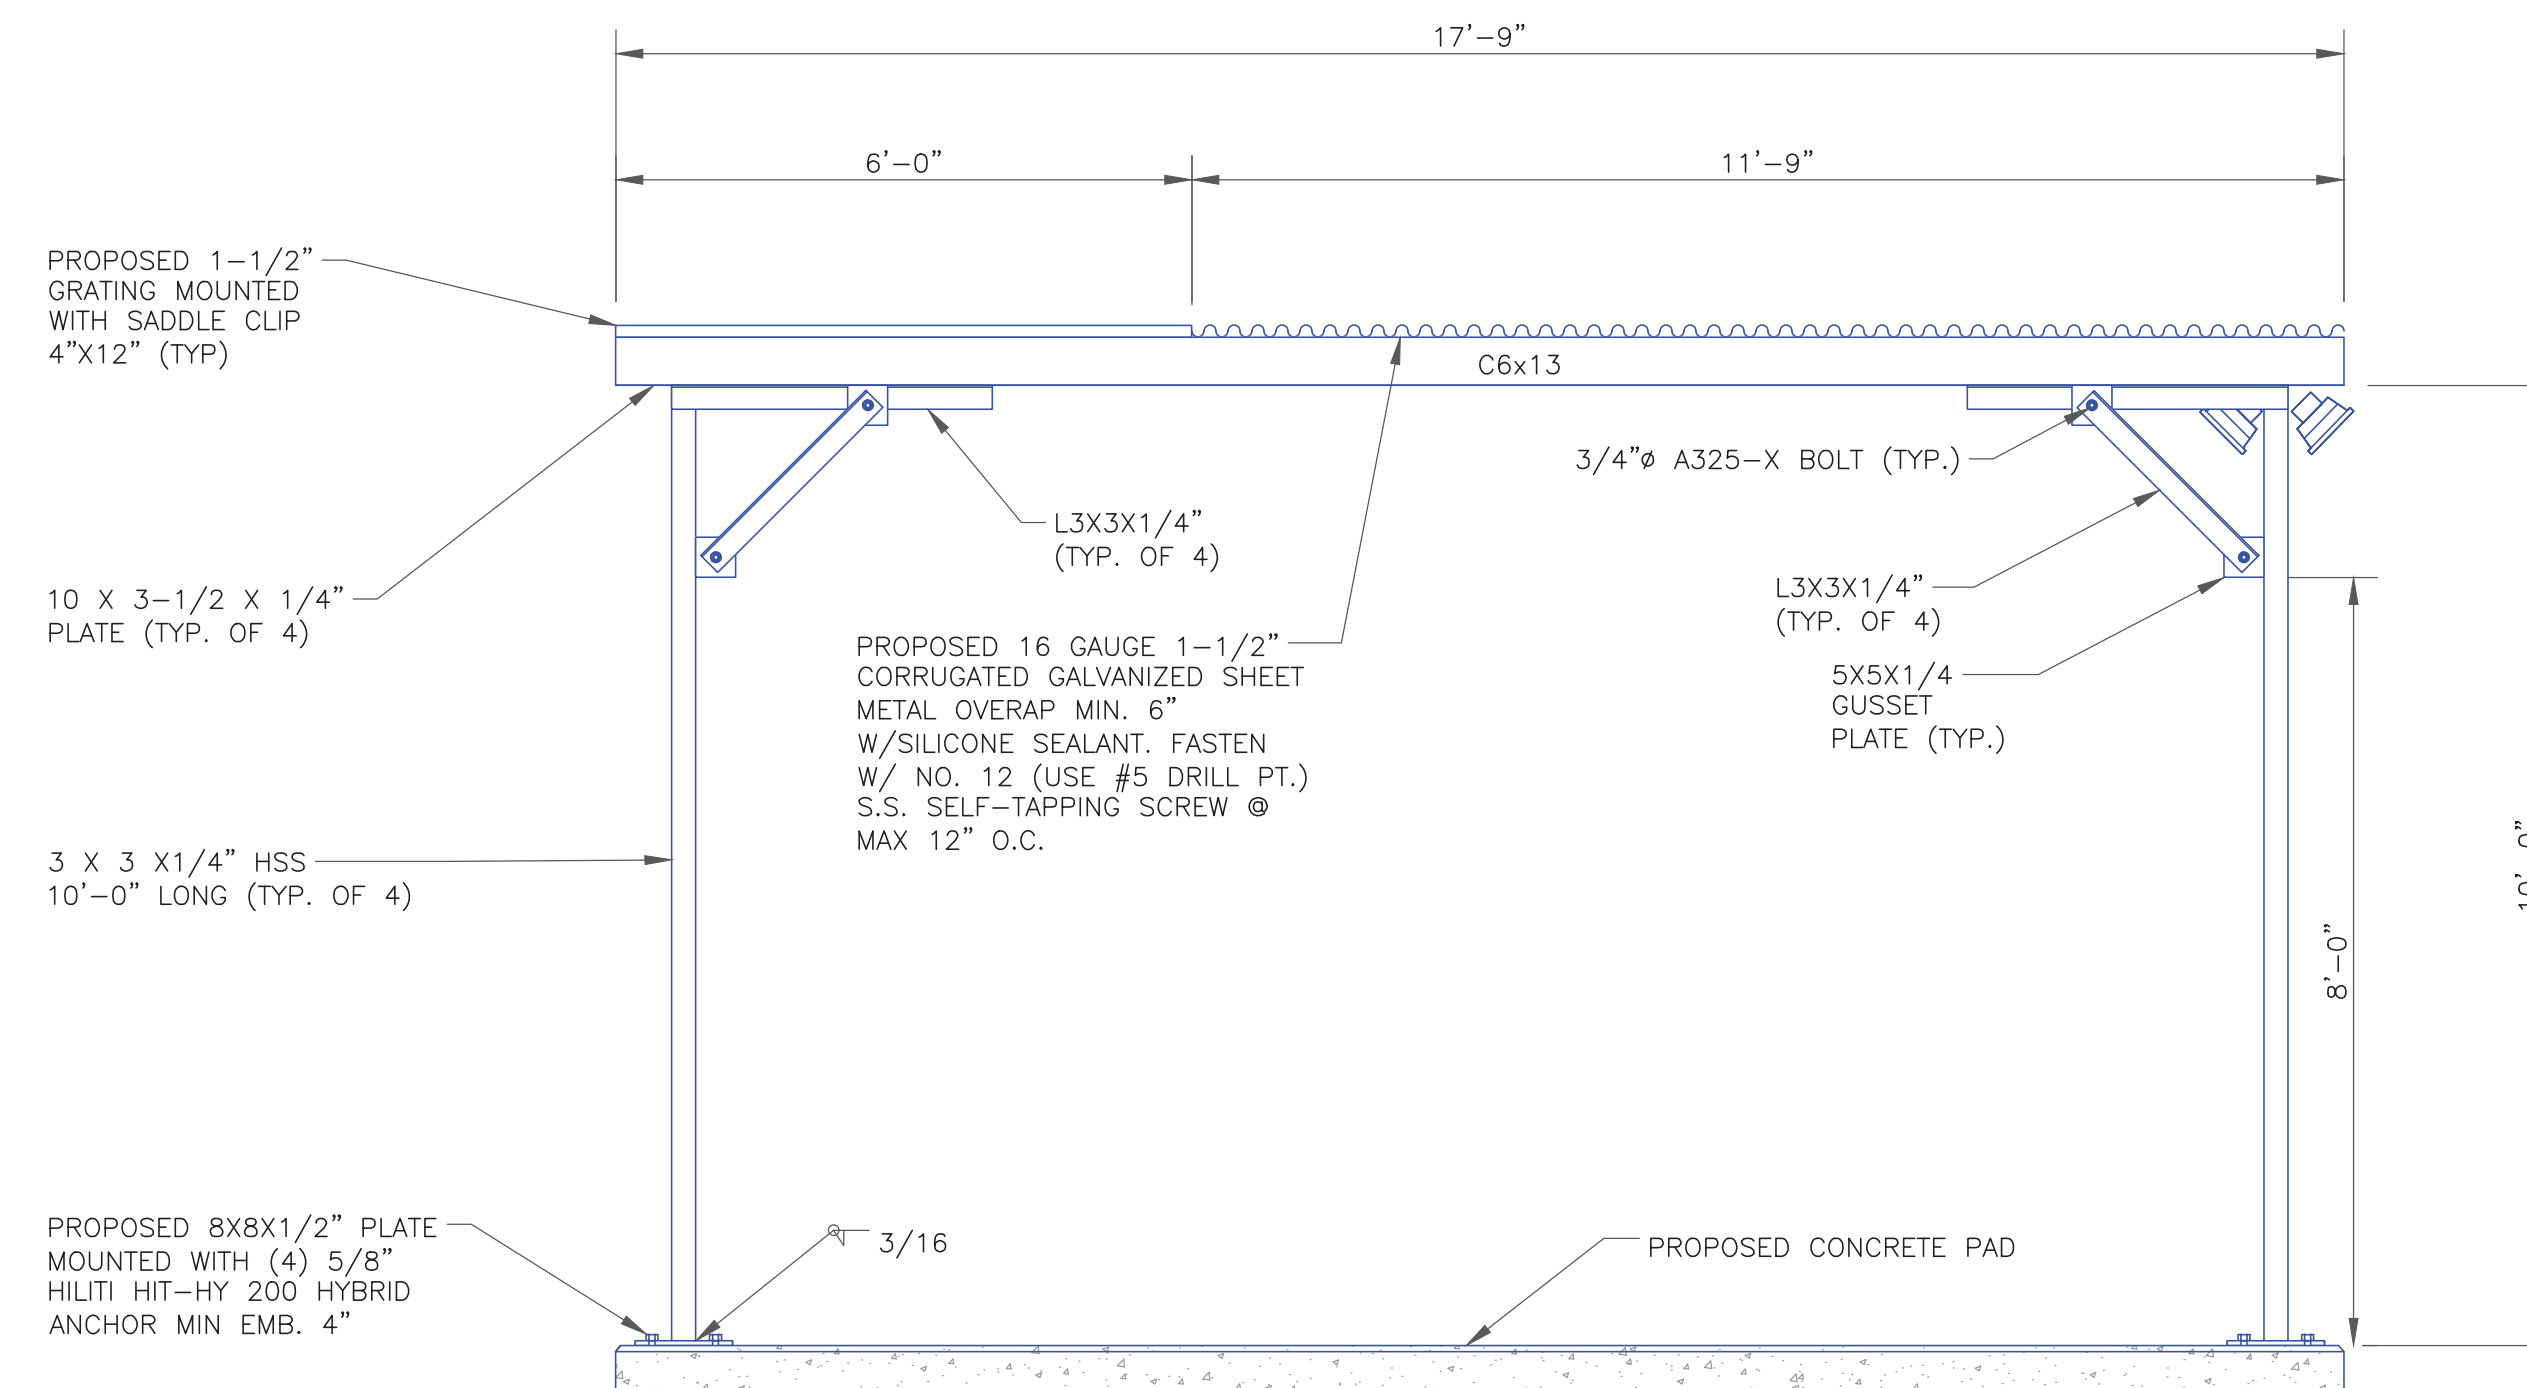 17'-9"
6'-0"
11'-9"
PROPOSED 1-1/2"
GRATING MOUNTED
WITH SADDLE CLIP
4"X12" (TYP)
C6x13
3/4"ø A325-X BOLT (TYP.)
L3X3X1/4"
(TYP. OF 4)
10 X 3-1/2 X 1/4"
PLATE (TYP. OF 4)
L3X3X1/4"
(TYP. OF 4)
PROPOSED 16 GAUGE 1-1/2"
CORRUGATED GALVANIZED SHEET
METAL OVERAP MIN. 6"
W/SILICONE SEALANT. FASTEN
W/ NO. 12 (USE #5 DRILL PT.)
S.S. SELF-TAPPING SCREW @
MAX 12" O.C.
5X5X1/4
GUSSET
PLATE (TYP.)
3 X 3 X1/4" HSS
10'-0" LONG (TYP. OF 4)
8'-0"
PROPOSED 8X8X1/2" PLATE
MOUNTED WITH (4) 5/8"
HILITI HIT-HY 200 HYBRID
ANCHOR MIN EMB. 4"
3/16
PROPOSED CONCRETE PAD